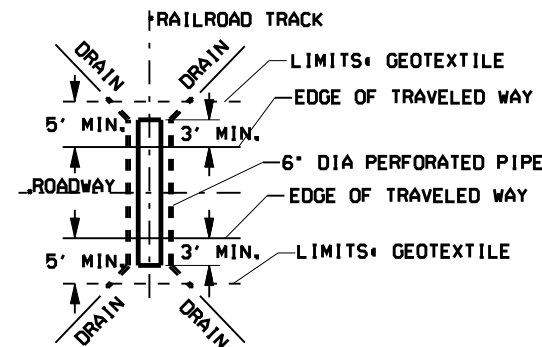 RAILROAD TRACK
DRAIN
DRAIN
LIMITS, GEOTEXTILE
EDGE OF TRAVELED WAY
5' MIN.
3' MIN.
6" DIA PERFORATED PIPE
ROADWAY
EDGE OF TRAVELED WAY
5' MIN.
3' MIN.
LIMITS, GEOTEXTILE
DRAIN
DRAIN